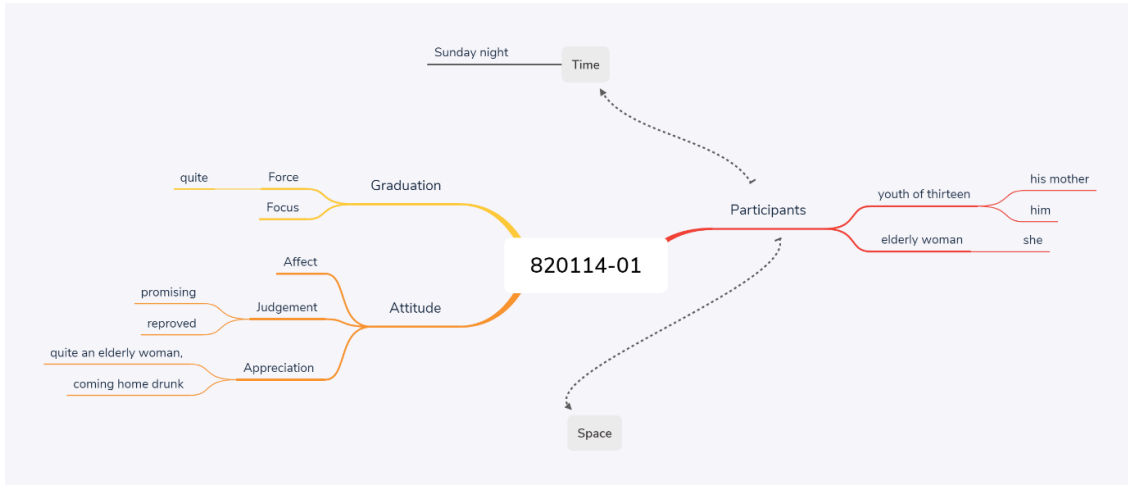 Sunday night
Time
quite
Force
Graduation
Focus
820114-01
Participants
youth of thirteen
his mother
him
elderly woman
she
Affect
promising
Judgement
reproved
Attitude
quite an elderly woman,
Appreciation
coming home drunk
Space